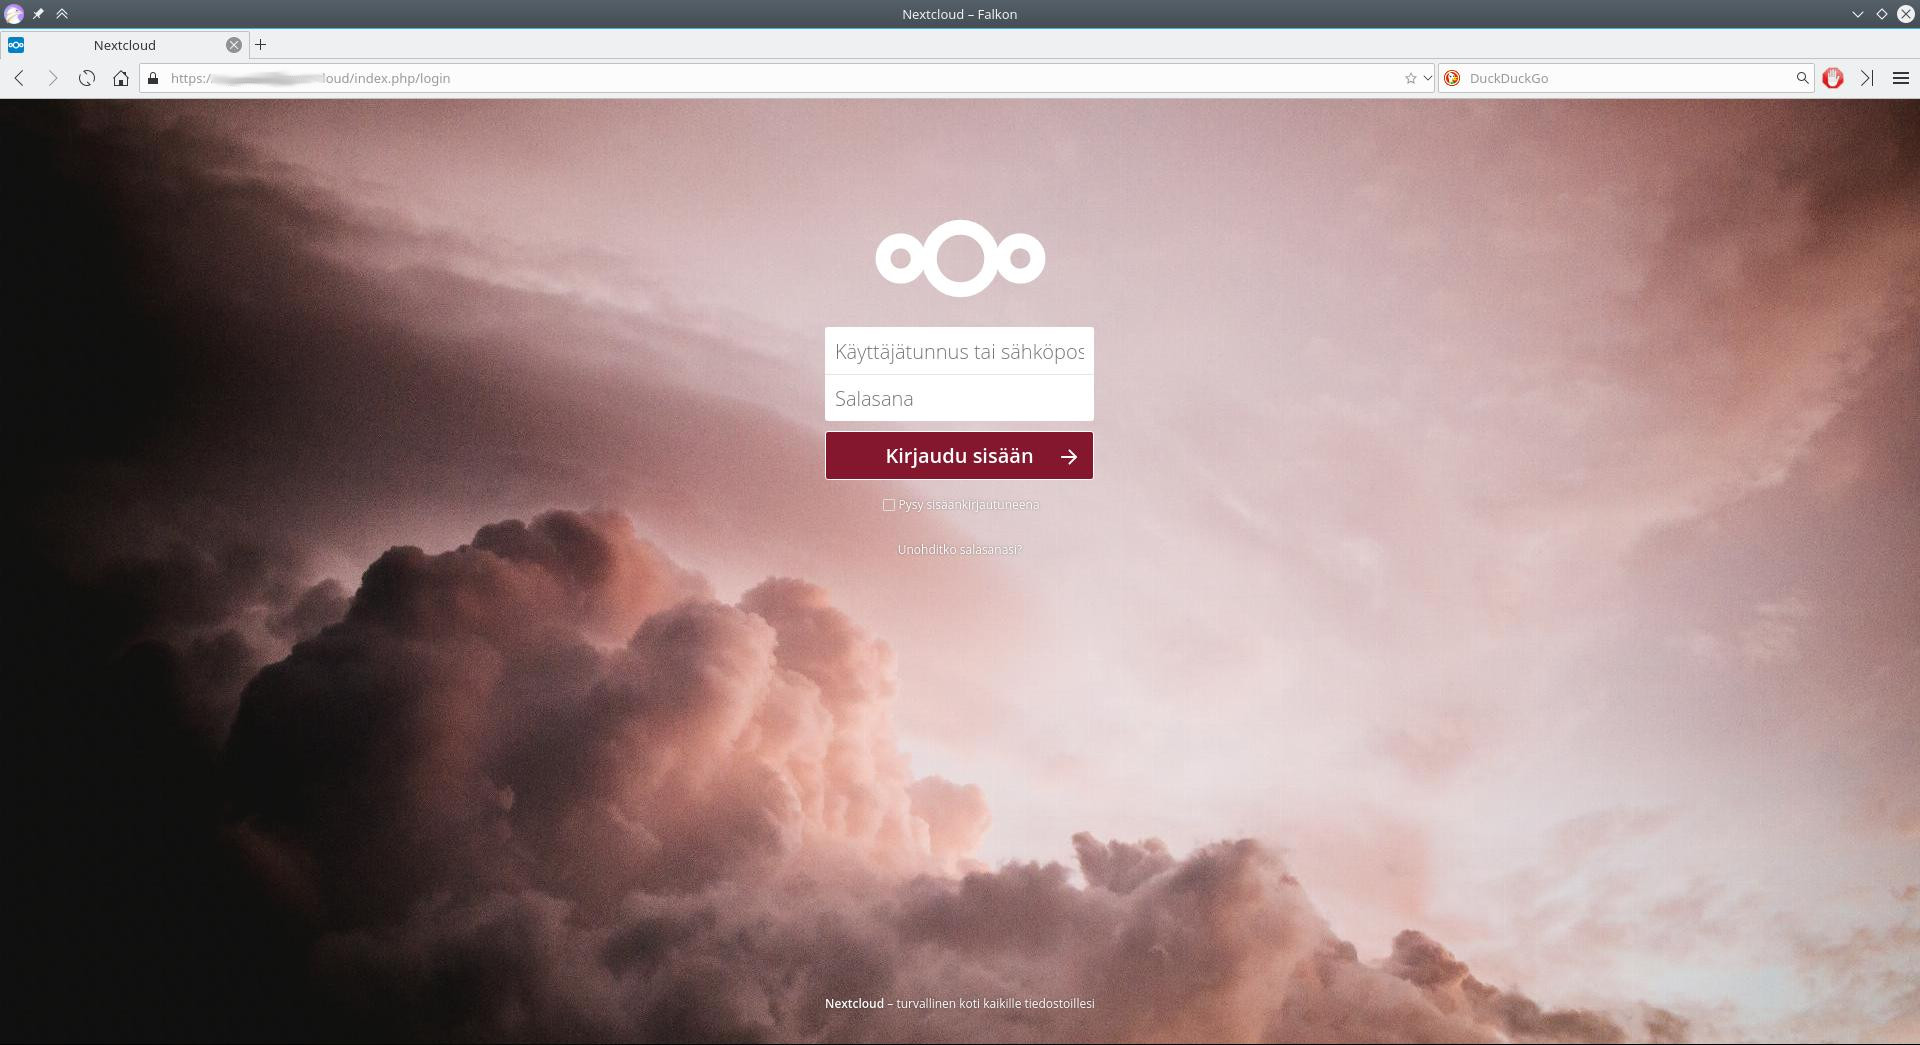 Nextcloud – Falkon
Nextcloud
https:/ loud/index.php/login
DuckDuckGo
Käyttäjätunnus tai sähköpos
Salasana
Kirjaudu sisään
Pysy sisäänkirjautuneena
Unohditko salasanasi?
Nextcloud – turvallinen koti kaikille tiedostoillesi